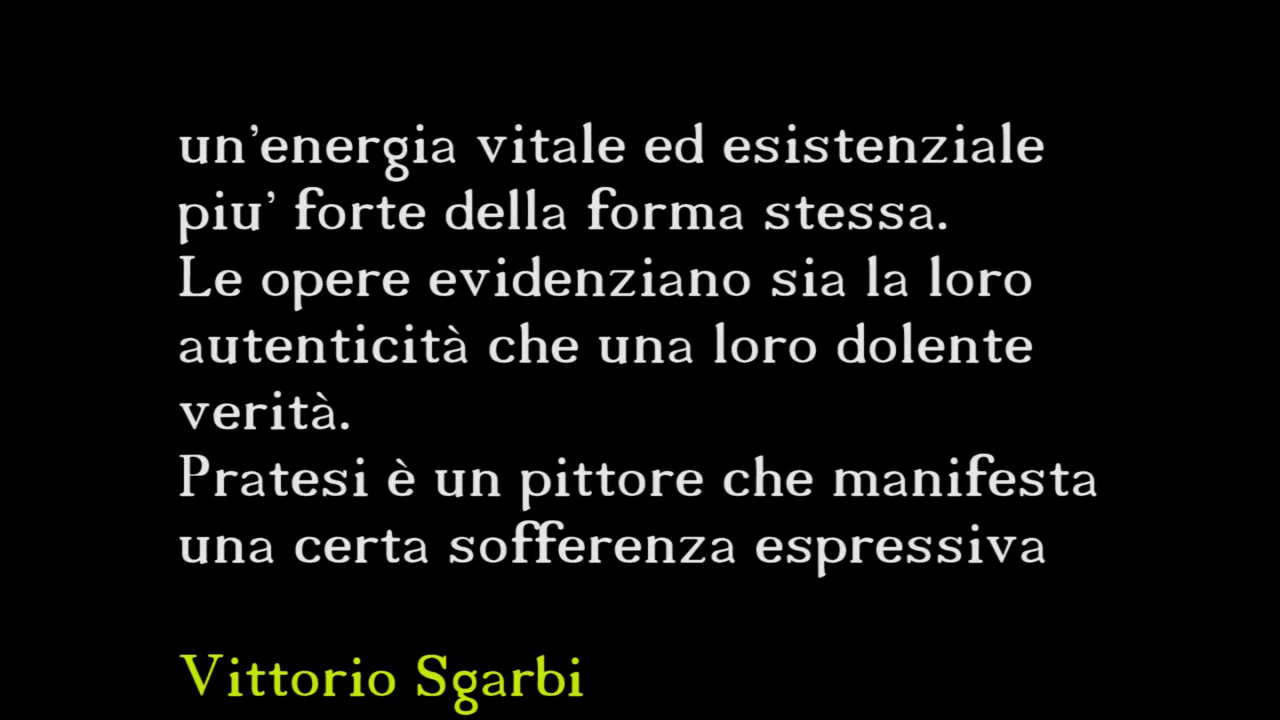 un’energia vitale ed esistenziale
piu’ forte della forma stessa.
Le opere evidenziano sia la loro
autenticità che una loro dolente
verità.
Pratesi è un pittore che manifesta
una certa sofferenza espressiva
Vittorio Sgarbi